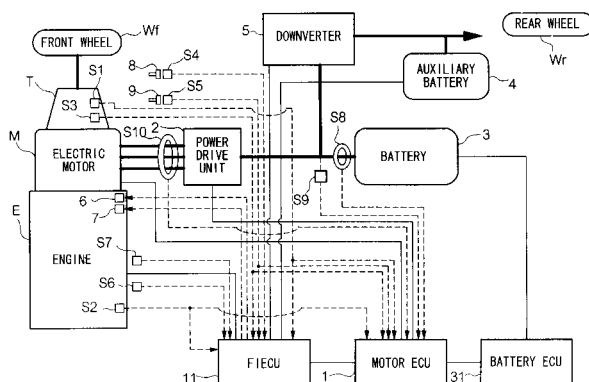 FRONT WHEEL
Wf
5
DOWNVERTER
REAR WHEEL
Wr
T
S1
8
S4
S3
9
S5
AUXILIARY
BATTERY
4
M
S10
2
S8
3
ELECTRIC
MOTOR
POWER
DRIVE
UNIT
BATTERY
S9
6
E
7
S7
ENGINE
S6
S2
FIECU
MOTOR ECU
BATTERY ECU
11
1
31